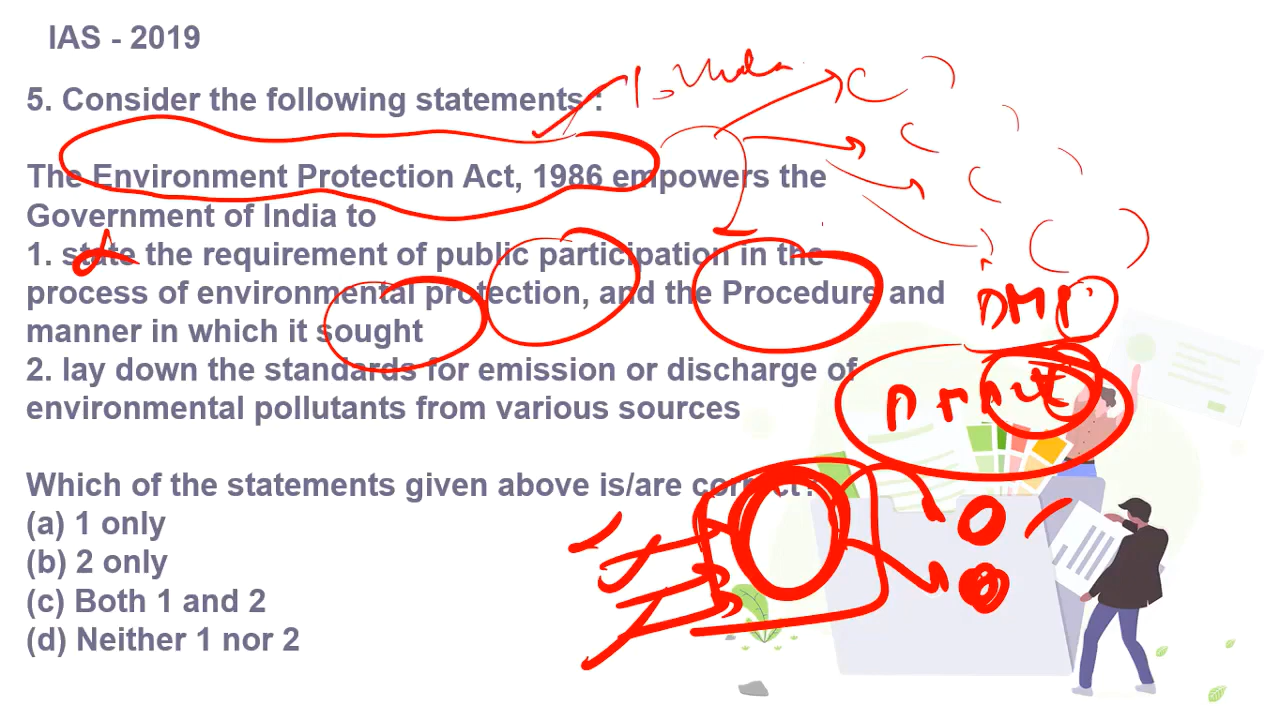 IAS - 2019
5. Consider the following statements :
The Environment Protection Act, 1986 empowers the
Government of India to
1. state the requirement of public participation in the
process of environmental protection, and the Procedure and
manner in which it sought
2. lay down the standards for emission or discharge of
environmental pollutants from various sources
Which of the statements given above is/are correct?
(a) 1 only
(b) 2 only
(c) Both 1 and 2
(d) Neither 1 nor 2